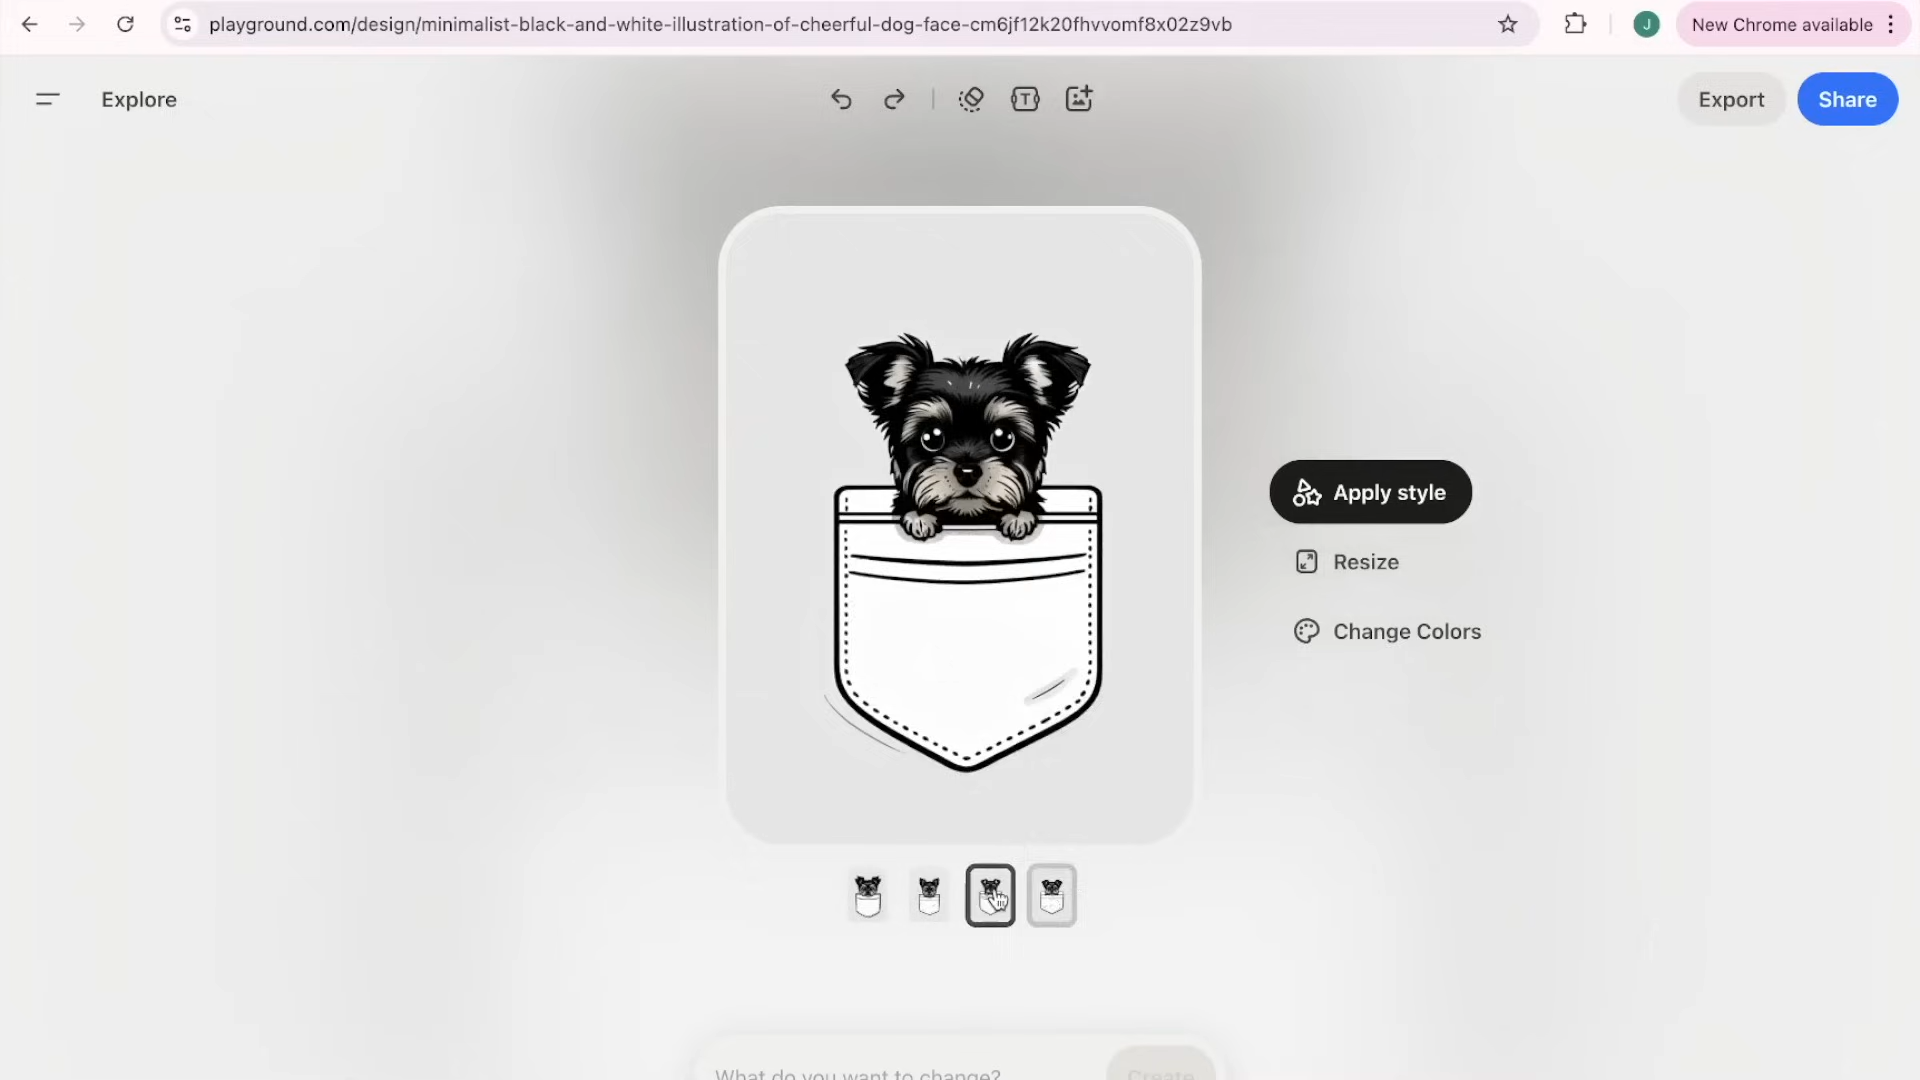 playground.com/design/minimalist-black-and-white-illustration-of-cheerful-dog-face-cm6jf12k20fhvvomf8x02z9vb
J
New Chrome available
Explore
T
Export
Share
Apply style
Resize
Change Colors
What do you want to change?
Create